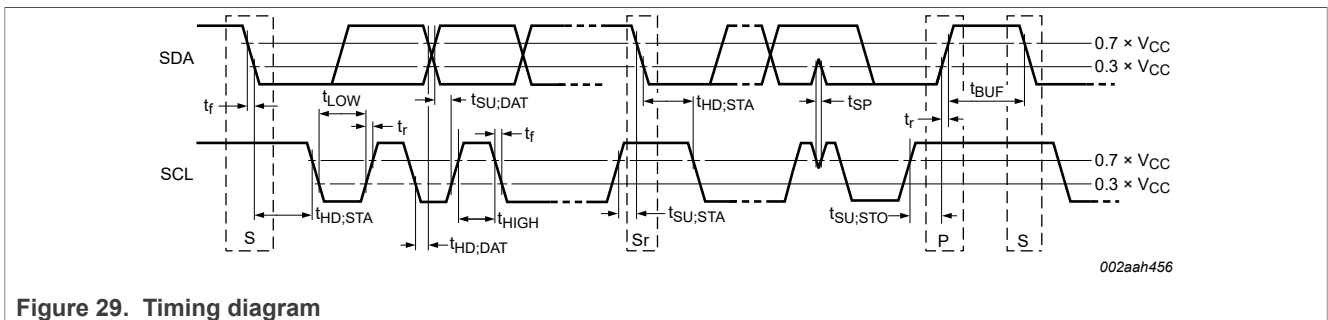 SDA
0.7 × VCC
0.3 × VCC
tf
tLOW
tr
tSU;DAT
tf
tHD;STA
tSP
tr
tBUF
SCL
0.7 × VCC
0.3 × VCC
tHD;STA
tHD;DAT
tHIGH
tSU;STA
tSU;STO
S
Sr
P
S
002aah456
Figure 29. Timing diagram